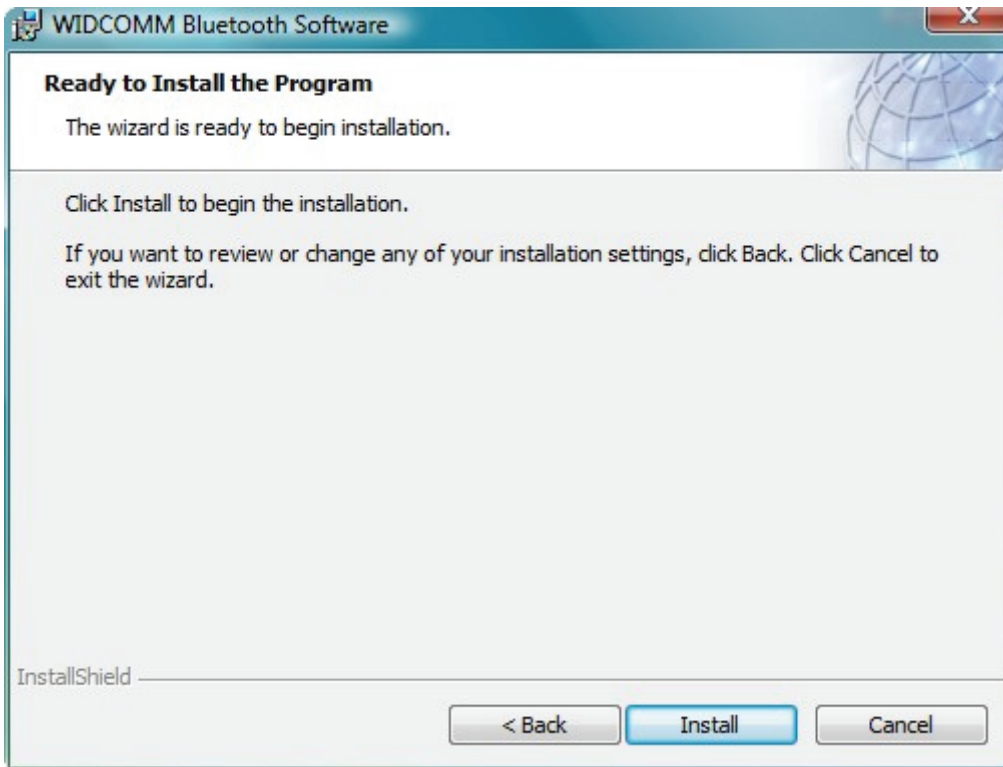 WIDCOMM Bluetooth Software
Ready to Install the Program
The wizard is ready to begin installation.
Click Install to begin the installation.
If you want to review or change any of your installation settings, click Back. Click Cancel to
exit the wizard.
InstallShield
< Back
Install
Cancel